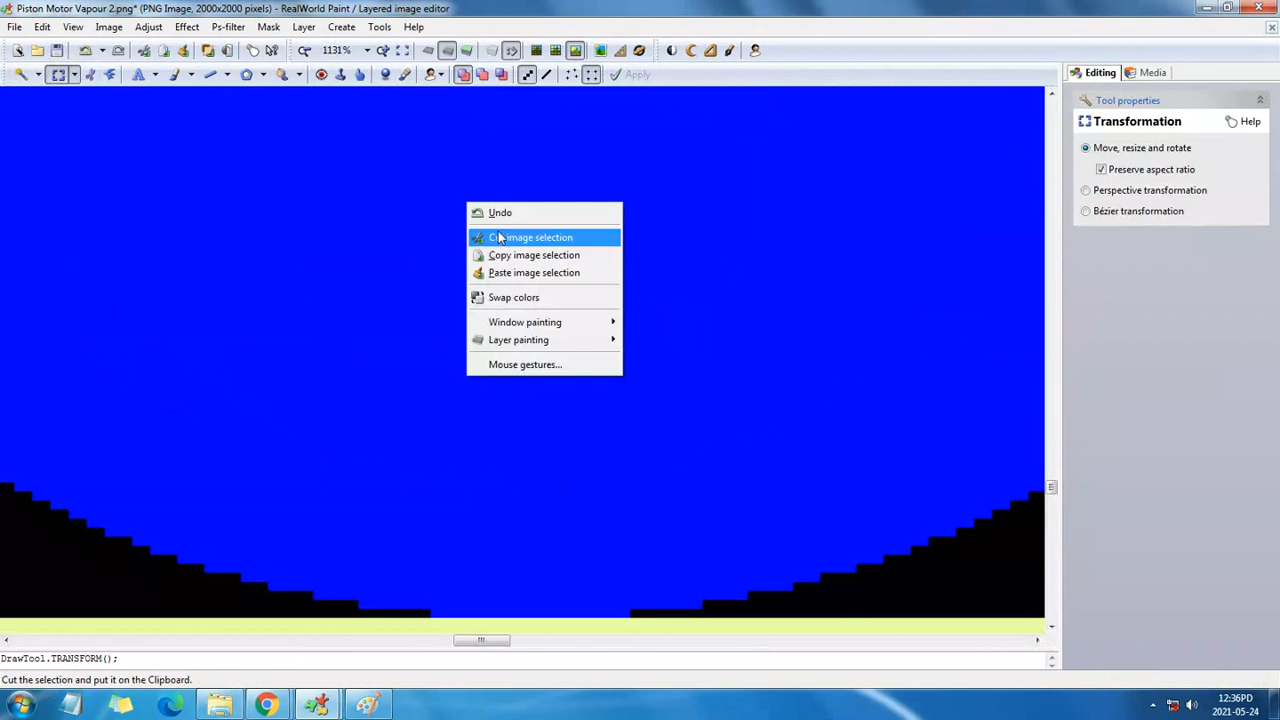 Piston Motor Vapour 2.png* (PNG Image, 2000x2000 pixels) - RealWorld Paint / Layered image editor
File Edit View Image Adjust Effect Ps-filter Mask Layer Create Tools Help
1131%
Apply
Editing Media
Tool properties
Transformation Help
Move, resize and rotate
Preserve aspect ratio
Perspective transformation
Bézier transformation
Undo
image selection
Copy image selection
Paste image selection
Swap colors
Window painting
Layer painting
Mouse gestures...
DrawTool.TRANSFORM();
Cut the selection and put it on the Clipboard.
12:36PD
2021-05-24